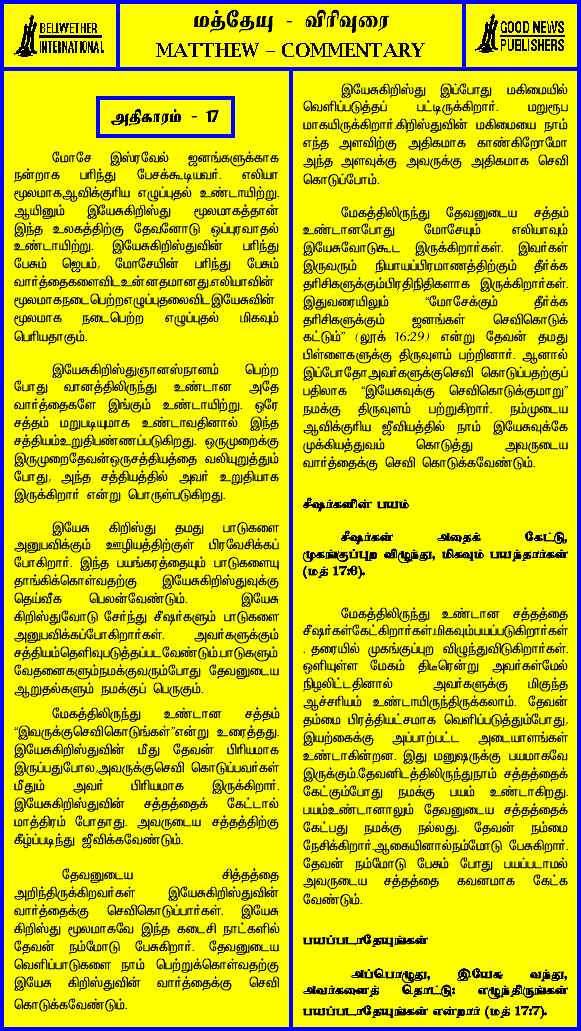 BELLWETHER
INTERNATIONAL
மத்தேயு - விரிவுரை
MATTHEW – COMMENTARY
GOOD NEWS
PUBLISHERS
அதிகாரம் - 17
மோசே இஸ்ரவேல் ஜனங்களுக்காக
நன்றாக பரிந்து பேசக்கூடியவர். எலியா
மூலமாகஆவிக்குரிய எழுப்புதல் உண்டாயிற்று.
ஆயினும் இயேசுகிறிஸ்து மூலமாகத்தான்
இந்த உலகத்திற்கு தேவனோடு ஒப்புரவாதல்
உண்டாயிற்று. இயேசுகிறிஸ்துவின் பரிந்து
பேசும் ஜெபம், மோசேயின் பரிந்து பேசும்
வார்த்தைகளைவிடஉன்னதமானது.எலியாவின்
மூலமாகநடைபெற்றஎழுப்புதலைவிடஇயேசுவின்
மூலமாக நடைபெற்ற எழுப்புதல் மிகவும்
பெரியதாகும்.
இயேசுகிறிஸ்துஞானஸ்நானம் பெற்ற
போது வானத்திலிருந்து உண்டான அதே
வார்த்தைகளே இங்கும் உண்டாயிற்று. ஒரே
சத்தம் மறுபடியுமாக உண்டாவதினால் இந்த
சத்தியம்உறுதிபண்ணப்படுகிறது. ஒருமுறைக்கு
இருமுறைதேவன்ஒருசத்தியத்தை வலியுறுத்தும்
போது, அந்த சத்தியத்தில் அவர் உறுதியாக
இருக்கிறார் என்று பொருள்படுகிறது.
இயேசு கிறிஸ்து தமது பாடுகளை
அனுபவிக்கும் ஊழியத்திற்குள் பிரவேசிக்கப்
போகிறார். இந்த பயங்கரத்தையும் பாடுகளையு
தாங்கிக்கொள்வதற்கு இயேசுகிறிஸ்துவுக்கு
தெய்வீக பெலன்வேண்டும். இயேசு
கிறிஸ்துவோடு சேர்ந்து சீஷர்களும் பாடுகளை
அனுபவிக்கப்போகிறார்கள். அவர்களுக்கும்
சத்தியம்தெளிவுபடுத்தப்படவேண்டும்.பாடுகளும்
வேதனைகளும்நமக்குவரும்போது தேவனுடைய
ஆறுதல்களும் நமக்குப் பெருகும்.
மேகத்திலிருந்து உண்டான சத்தம்
“இவருக்குசெவிகொடுங்கள்”என்று உரைத்தது.
இயேசுகிறிஸ்துவின் மீது தேவன் பிரியமாக
இருப்பதுபோல,அவருக்குசெவி கொடுப்பவர்கள்
மீதும் அவர் பிரியமாக இருக்கிறார்.
இயேசுகிறிஸ்துவின் சத்தத்தைக் கேட்டால்
மாத்திரம் போதாது. அவருடைய சத்தத்திற்கு
கீழ்ப்படிந்து ஜீவிக்கவேண்டும்.
தேவனுடைய சித்தத்தை
அறிந்திருக்கிறவர்கள் இயேசுகிறிஸ்துவின்
வார்த்தைக்கு செவிகொடுப்பார்கள். இயேசு
கிறிஸ்து மூலமாகவே இந்த கடைசி நாட்களில்
தேவன் நம்மோடு பேசுகிறார். தேவனுடைய
வெளிப்பாடுகளை நாம் பெற்றுக்கொள்வதற்கு
இயேசு கிறிஸ்துவின் வார்த்தைக்கு செவி
கொடுக்கவேண்டும்.
இயேசுகிறிஸ்து இப்போது மகிமையில்
வெளிப்படுத்தப் பட்டிருக்கிறார். மறுரூப
மாகயிருக்கிறார்.கிறிஸ்துவின் மகிமையை நாம்
எந்த அளவிற்கு அதிகமாக காண்கிறோமோ
அந்த அளவுக்கு அவருக்கு அதிகமாக செவி
கொடுப்போம்.
மேகத்திலிருந்து தேவனுடைய சத்தம்
உண்டானபோது மோசேயும் எலியாவும்
இயேசுவோடுகூட இருக்கிறார்கள். இவர்கள்
இருவரும் நியாயப்பிரமாணத்திற்கும் தீர்க்க
தரிசிகளுக்கும்பிரதிநிதிகளாக இருக்கிறார்கள்.
இதுவரையிலும் “மோசேக்கும் தீர்க்க
தரிசிகளுக்கும் ஜனங்கள் செவிகொடுக்
கட்டும்” (லூக் 16:29) என்று தேவன் தமது
பிள்ளைகளுக்கு திருவுளம் பற்றினார். ஆனால்
இப்போதோஅவர்களுக்குசெவி கொடுப்பதற்குப்
பதிலாக “இயேசுவுக்கு செவிகொடுக்குமாறு”
நமக்கு திருவுளம் பற்றுகிறார். நம்முடைய
ஆவிக்குரிய ஜீவியத்தில் நாம் இயேசுவுக்கே
முக்கியத்துவம் கொடுத்து அவருடைய
வார்த்தைக்கு செவி கொடுக்கவேண்டும்.
சீஷர்களின் பயம்
சீஷர்கள் அதைக் கேட்டு,
முகங்குப்புற விழுந்து, மிகவும் பயந்தார்கள்
(மத் 17:6).
மேகத்திலிருந்து உண்டான சத்தத்தை
சீஷர்கள்கேட்கிறார்கள்.மிகவும்பயப்படுகிறார்கள்
. தரையில் முகங்குப்புற விழுந்துவிடுகிறார்கள்.
ஒளியுள்ள மேகம் திடீரென்று அவர்கள்மேல்
நிழலிட்டதினால் அவர்களுக்கு மிகுந்த
ஆச்சரியம் உண்டாயிருந்திருக்கலாம். தேவன்
தம்மை பிரத்தியட்சமாக வெளிப்படுத்தும்போது,
இயற்கைக்கு அப்பாற்பட்ட அடையாளங்கள்
உண்டாகின்றன. இது மனுஷருக்கு பயமாகவே
இருக்கும்.தேவனிடத்திலிருந்துநாம் சத்தத்தைக்
கேட்கும்போது நமக்கு பயம் உண்டாகிறது.
பயம்உண்டானாலும் தேவனுடைய சத்தத்தைக்
கேட்பது நமக்கு நல்லது. தேவன் நம்மை
நேசிக்கிறார்.ஆகையினால்நம்மோடு பேசுகிறார்.
தேவன் நம்மோடு பேசும் போது பயப்படாமல்
அவருடைய சத்தத்தை கவனமாக கேட்க
வேண்டும்.
பயப்படாதேயுங்கள்
அப்பொழுது, இயேசு வந்து,
அவர்களைத் தொட்டு: எழுந்திருங்கள்
பயப்படாதேயுங்கள் என்றார் (மத் 17:7).